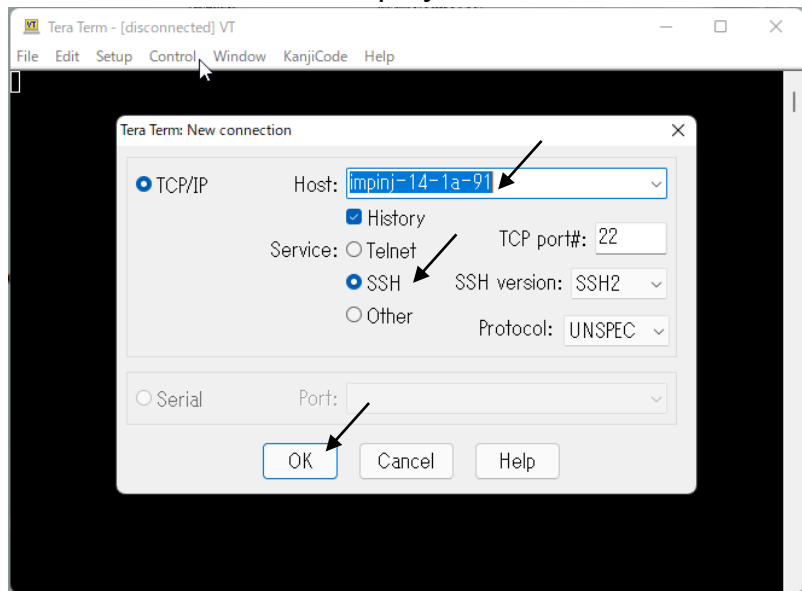 VT Tera Term - [disconnected] VT
File Edit Setup Control Window KanjiCode Help
Tera Term: New connection
TCP/IP Host: impinj-14-1a-91
History
Service: Telnet TCP port#: 22
SSH SSH version: SSH2
Other Protocol: UNSPEC
Serial Port:
OK Cancel Help